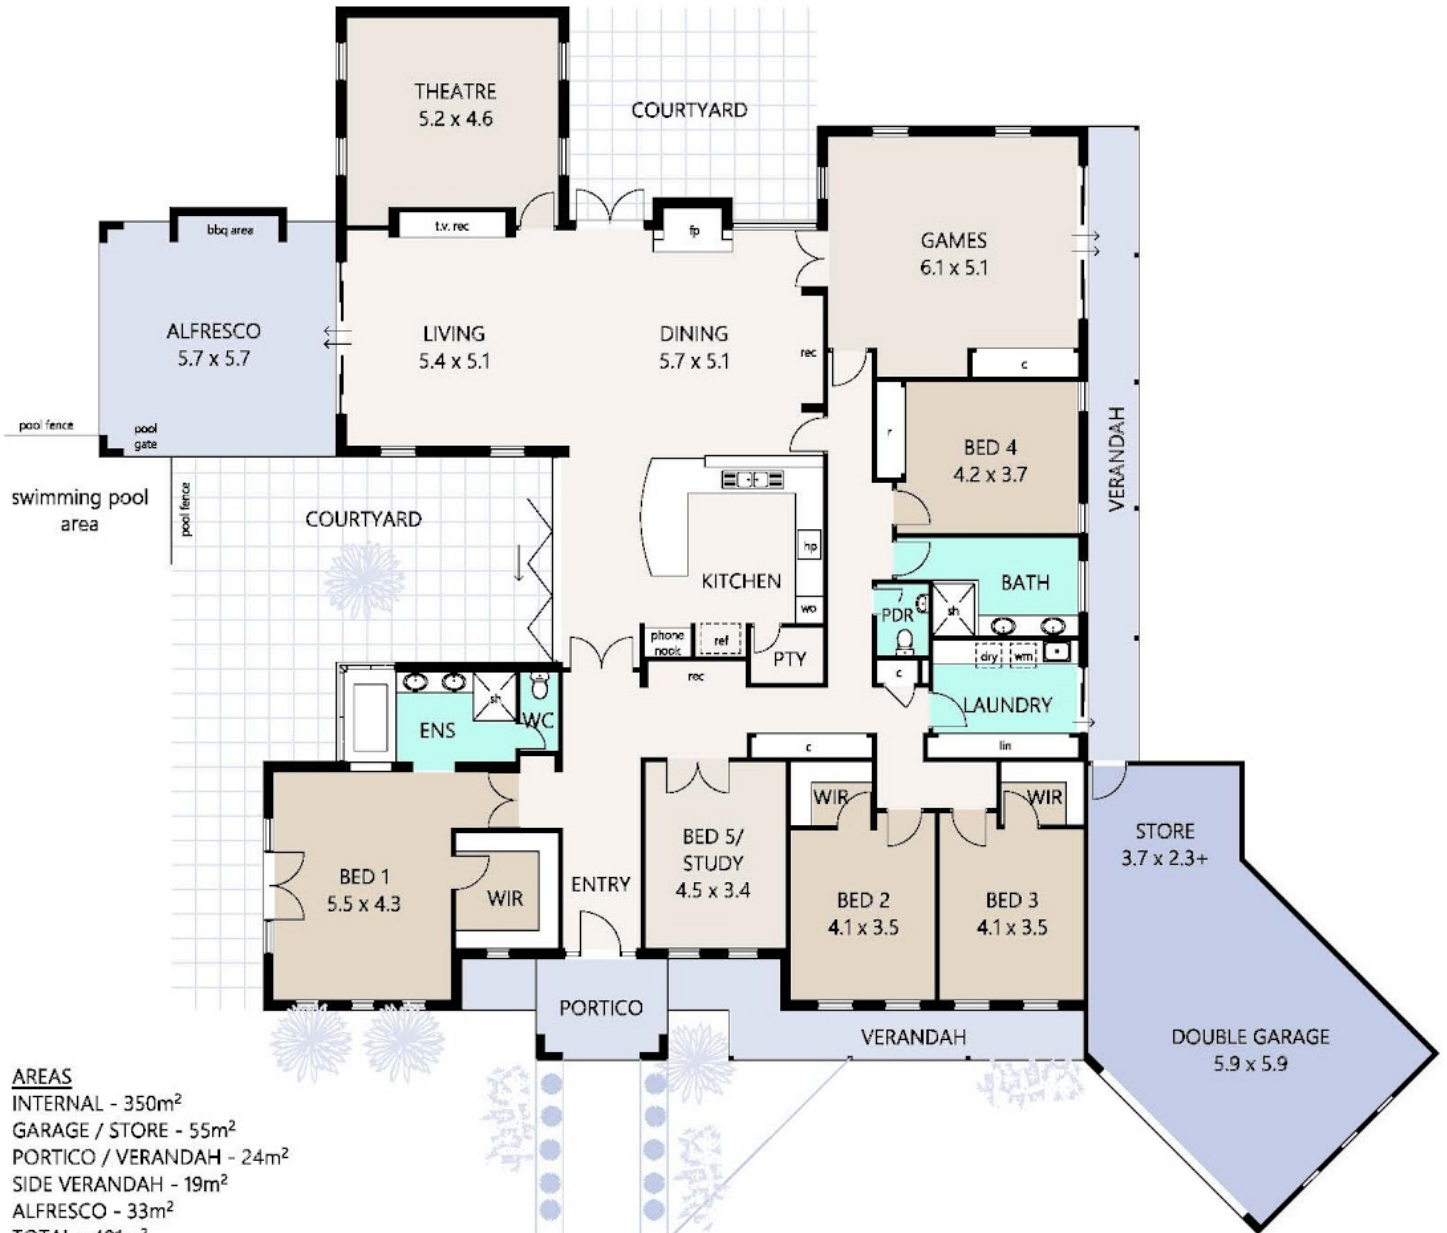 THEATRE
5.2 x 4.6
COURTYARD
bbq area
t.v. rec
fp
GAMES
6.1 x 5.1
ALFRESCO
5.7 x 5.7
LIVING
5.4 x 5.1
DINING
5.7 x 5.1
rec
c
pool fence
pool
gate
r
BED 4
4.2 x 3.7
VERANDAH
swimming pool
area
pool fence
COURTYARD
hp
KITCHEN
wo
BATH
sh
PDR
phone
nook
ref
PTY
dry
wm
rec
c
sh
WC
ENS
LAUNDRY
c
lin
WIR
WIR
STORE
3.7 x 2.3+
BED 5/
STUDY
4.5 x 3.4
ENTRY
BED 1
5.5 x 4.3
WIR
BED 2
4.1 x 3.5
BED 3
4.1 x 3.5
PORTICO
VERANDAH
DOUBLE GARAGE
5.9 x 5.9
AREAS
INTERNAL - 350m²
GARAGE / STORE - 55m²
PORTICO / VERANDAH - 24m²
SIDE VERANDAH - 19m²
ALFRESCO - 33m²